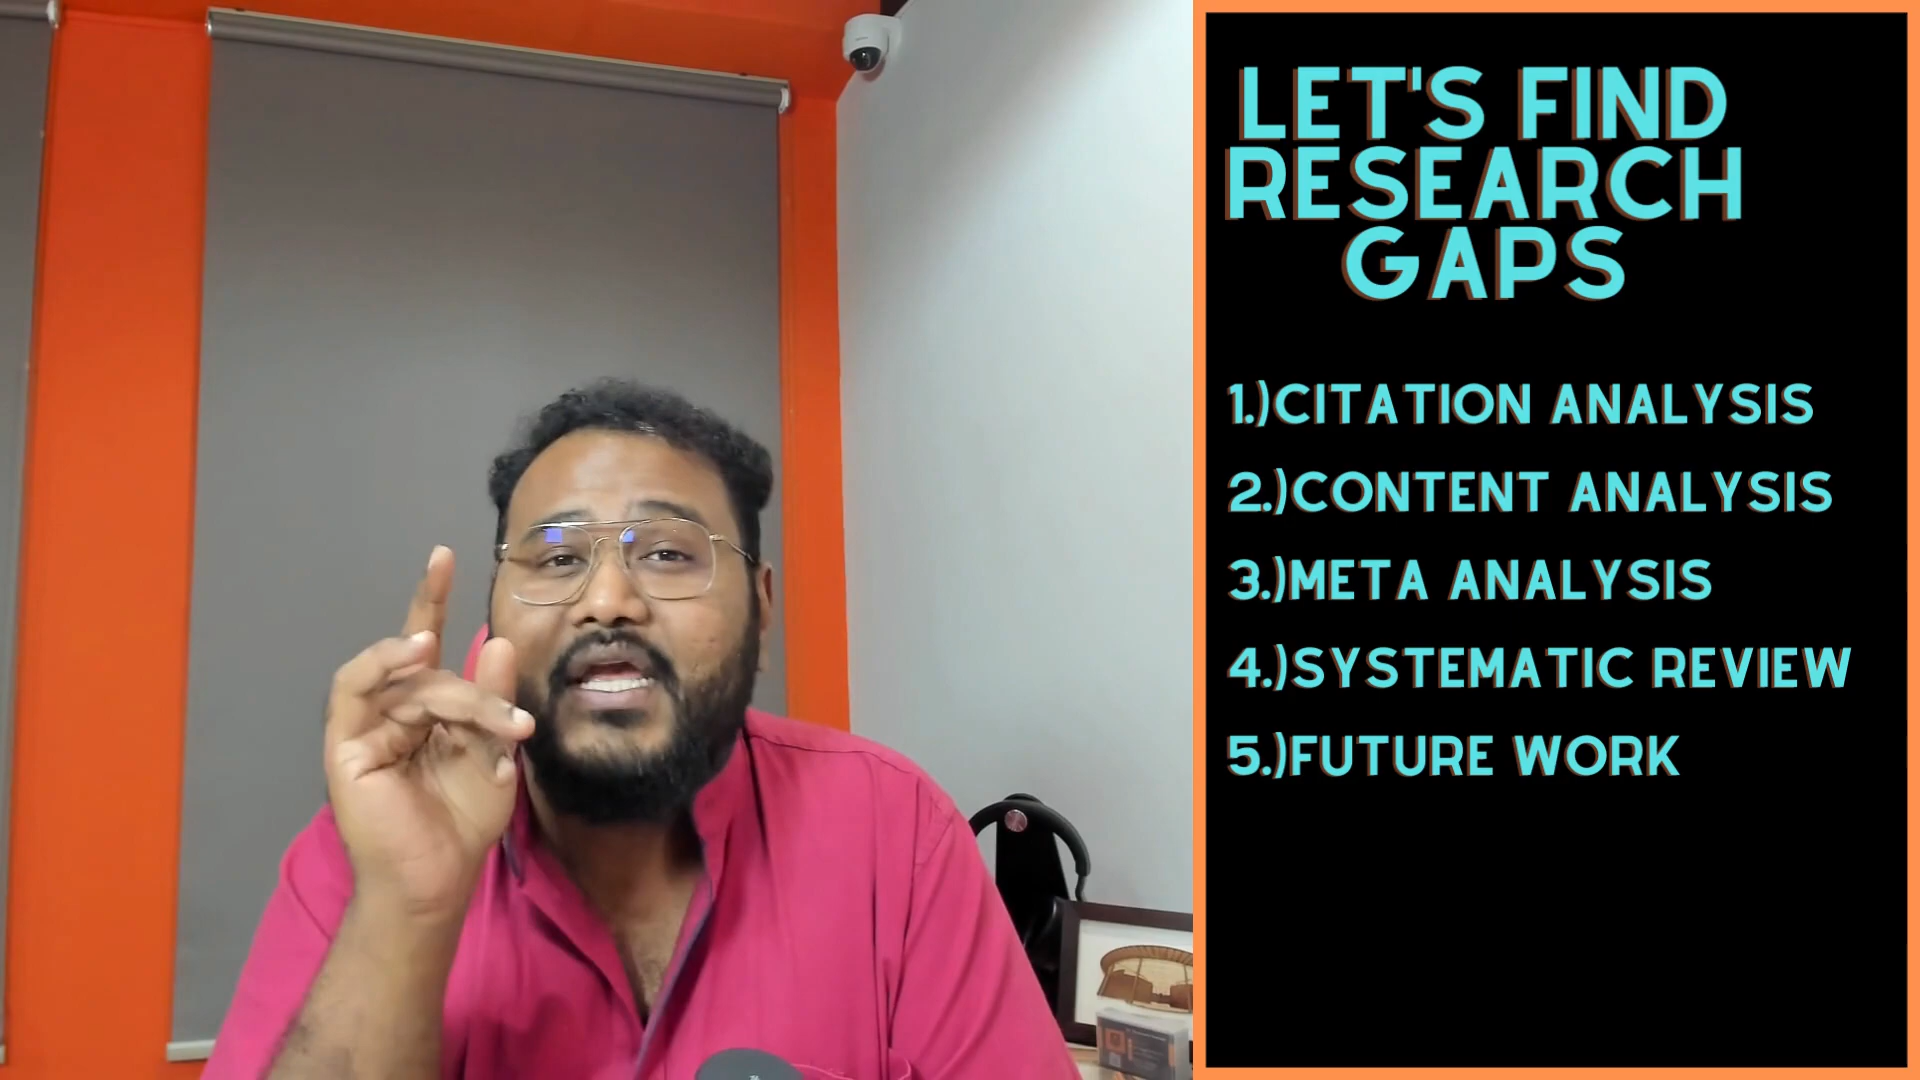 LET'S FIND
RESEARCH
GAPS
1.)CITATION ANALYSIS
2.)CONTENT ANALYSIS
3.)META ANALYSIS
4.)SYSTEMATIC REVIEW
5.)FUTURE WORK